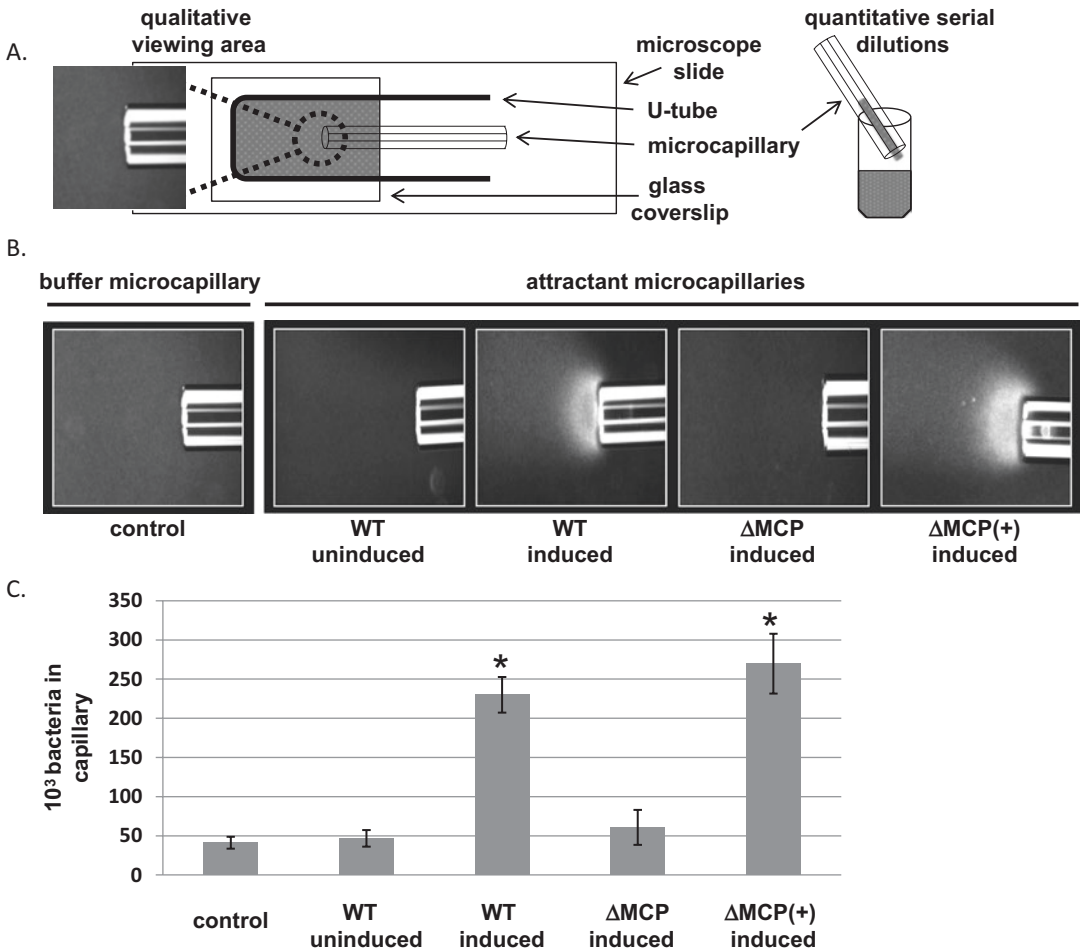 A.
qualitative
viewing area
microscope
slide
U-tube
microcapillary
glass
coverslip
quantitative serial
dilutions
B.
buffer microcapillary
attractant microcapillaries
control
WT
uninduced
WT
induced
ΔMCP
induced
ΔMCP(+)
induced
C.
10³ bacteria in
capillary
350
300
250
200
150
100
50
0
*
*
control
WT
uninduced
WT
induced
ΔMCP
induced
ΔMCP(+)
induced